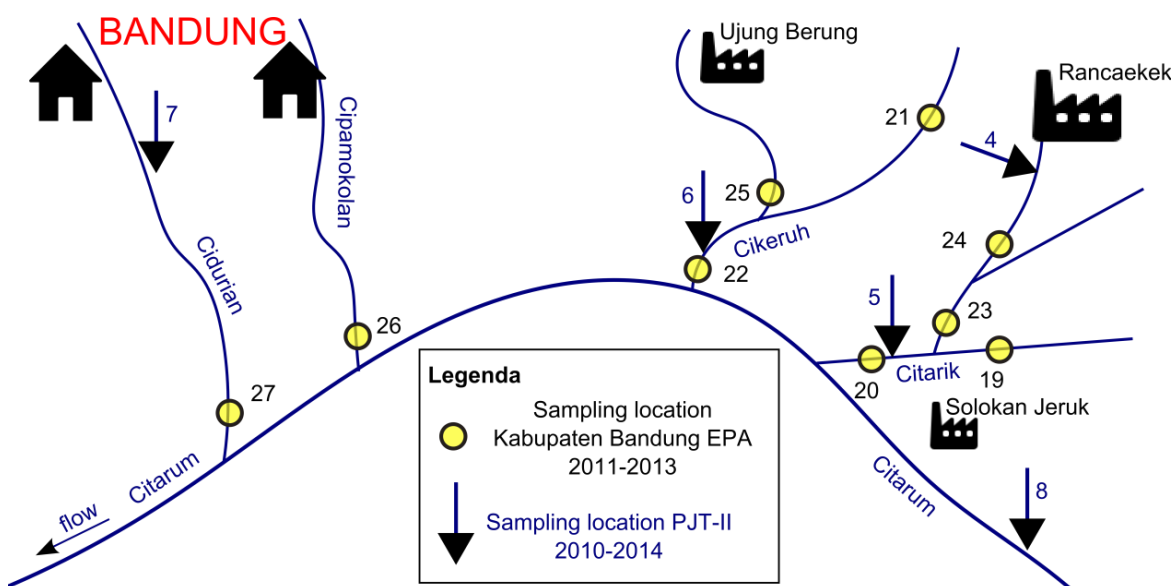 BANDUNG
Ujung Berung
Rancaekek
7
Cipamokolan
21
4
6
25
Cikeruh
24
22
Cidurian
5
23
26
Citarik
19
20
27
Solokan Jeruk
Citarum
Citarum
8
flow
Legenda
Sampling location
Kabupaten Bandung EPA
2011-2013
Sampling location PJT-II
2010-2014